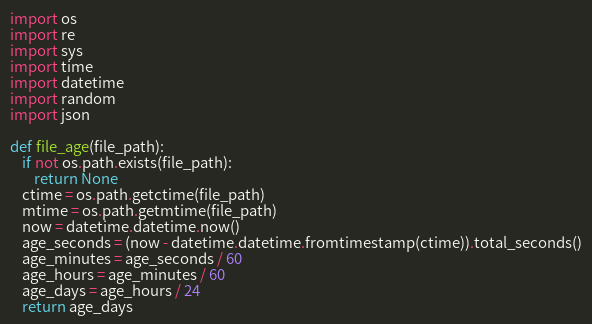 import os
import re
import sys
import time
import datetime
import random
import json

def file_age(file_path):
    if not os.path.exists(file_path):
        return None
    ctime = os.path.getctime(file_path)
    mtime = os.path.getmtime(file_path)
    now = datetime.datetime.now()
    age_seconds = (now - datetime.datetime.fromtimestamp(ctime)).total_seconds()
    age_minutes = age_seconds / 60
    age_hours = age_minutes / 60
    age_days = age_hours / 24
    return age_days